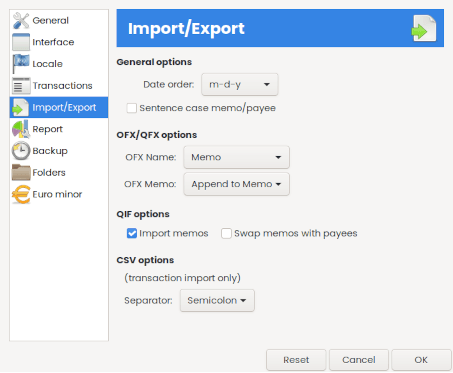 General
Interface
Locale
Transactions
Import/Export
Report
Backup
Folders
Euro minor
Import/Export
General options
Date order: m-d-y
Sentence case memo/payee
OFX/QFX options
OFX Name: Memo
OFX Memo: Append to Memo
QIF options
Import memos Swap memos with payees
CSV options
(transaction import only)
Separator: Semicolon
Reset Cancel OK